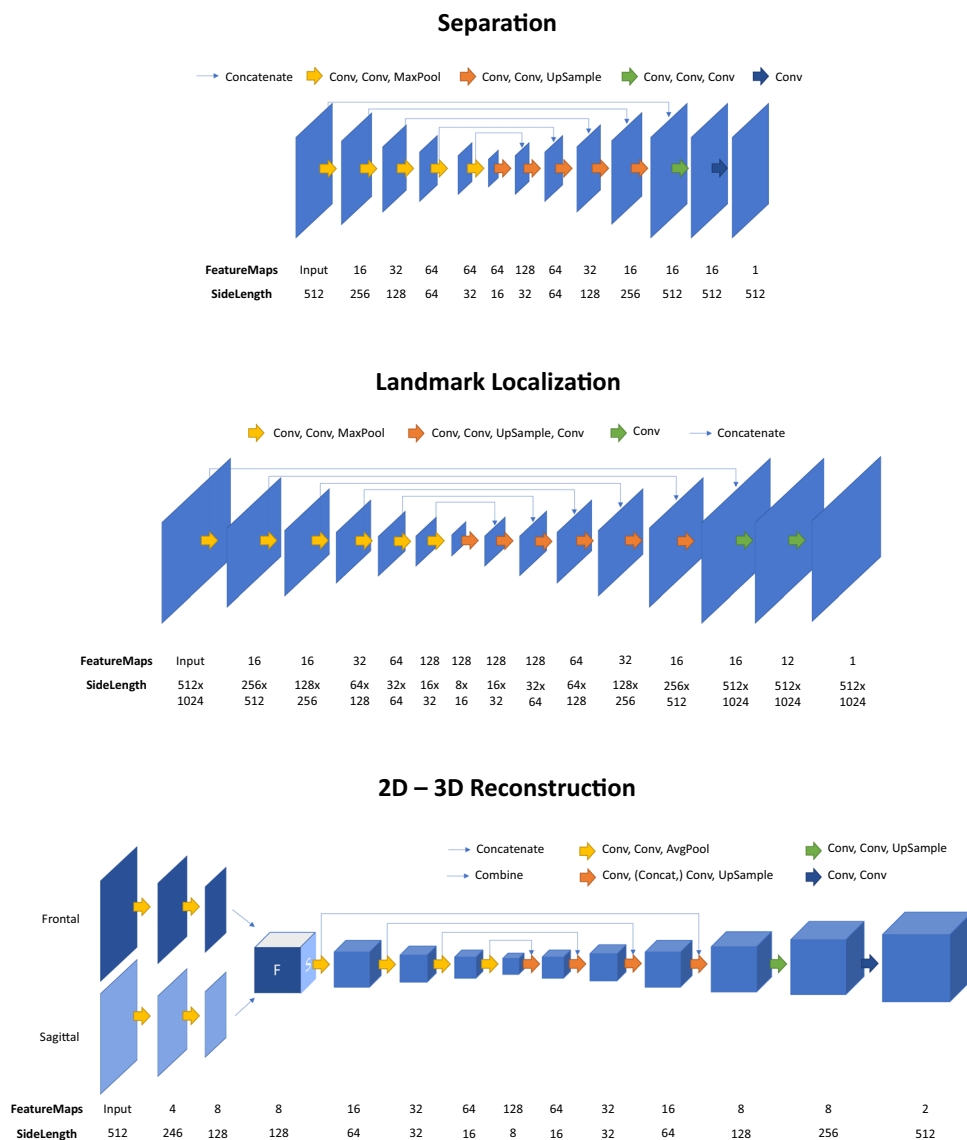 Separation
Concatenate Conv, Conv, MaxPool Conv, Conv, UpSample Conv, Conv, Conv Conv
FeatureMaps Input 16 32 64 64 64 128 64 32 16 16 16 1
SideLength 512 256 128 64 32 16 32 64 128 256 512 512 512
Landmark Localization
Conv, Conv, MaxPool Conv, Conv, UpSample, Conv Conv Concatenate
FeatureMaps Input 16 16 32 64 128 128 128 128 64 32 16 16 12 1
SideLength 512x 256x 128x 64x 32x 16x 8x 16x 32x 64x 128x 256x 512x 512x 512x
1024 512 256 128 64 32 16 32 64 128 256 512 1024 1024 1024
2D – 3D Reconstruction
Concatenate Conv, Conv, AvgPool Conv, Conv, UpSample
Combine Conv, (Concat,) Conv, UpSample Conv, Conv
Frontal
F S
Sagittal
FeatureMaps Input 4 8 8 16 32 64 128 64 32 16 8 8 2
SideLength 512 246 128 128 64 32 16 8 16 32 64 128 256 512